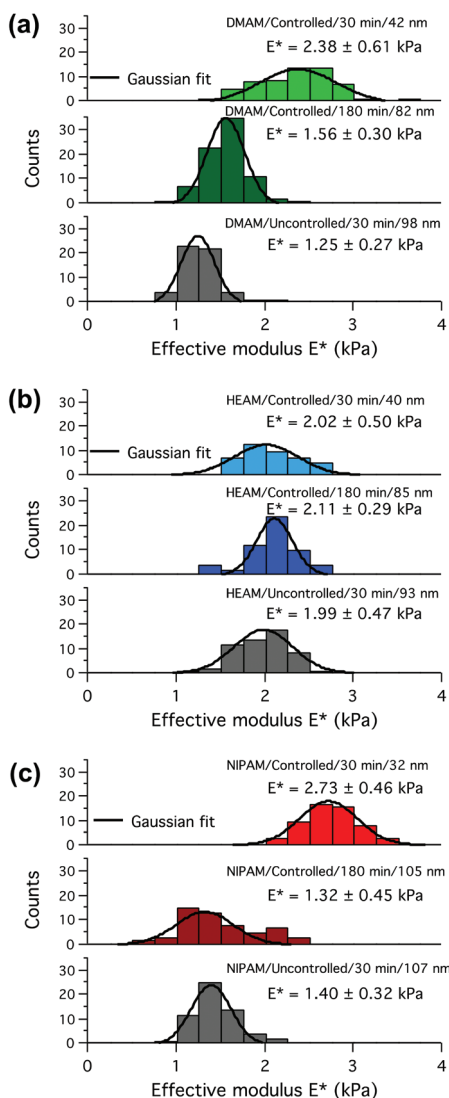 (a)
DMAM/Controlled/30 min/42 nm
E* = 2.38 ± 0.61 kPa
Gaussian fit
30
20
10
0
DMAM/Controlled/180 min/82 nm
E* = 1.56 ± 0.30 kPa
Counts
30
20
10
0
DMAM/Uncontrolled/30 min/98 nm
E* = 1.25 ± 0.27 kPa
30
20
10
0
0 1 2 3 4
Effective modulus E* (kPa)
(b)
HEAM/Controlled/30 min/40 nm
E* = 2.02 ± 0.50 kPa
Gaussian fit
30
20
10
0
HEAM/Controlled/180 min/85 nm
E* = 2.11 ± 0.29 kPa
Counts
30
20
10
0
HEAM/Uncontrolled/30 min/93 nm
E* = 1.99 ± 0.47 kPa
30
20
10
0
0 1 2 3 4
Effective modulus E* (kPa)
(c)
NIPAM/Controlled/30 min/32 nm
E* = 2.73 ± 0.46 kPa
Gaussian fit
30
20
10
0
NIPAM/Controlled/180 min/105 nm
E* = 1.32 ± 0.45 kPa
Counts
30
20
10
0
NIPAM/Uncontrolled/30 min/107 nm
E* = 1.40 ± 0.32 kPa
30
20
10
0
0 1 2 3 4
Effective modulus E* (kPa)